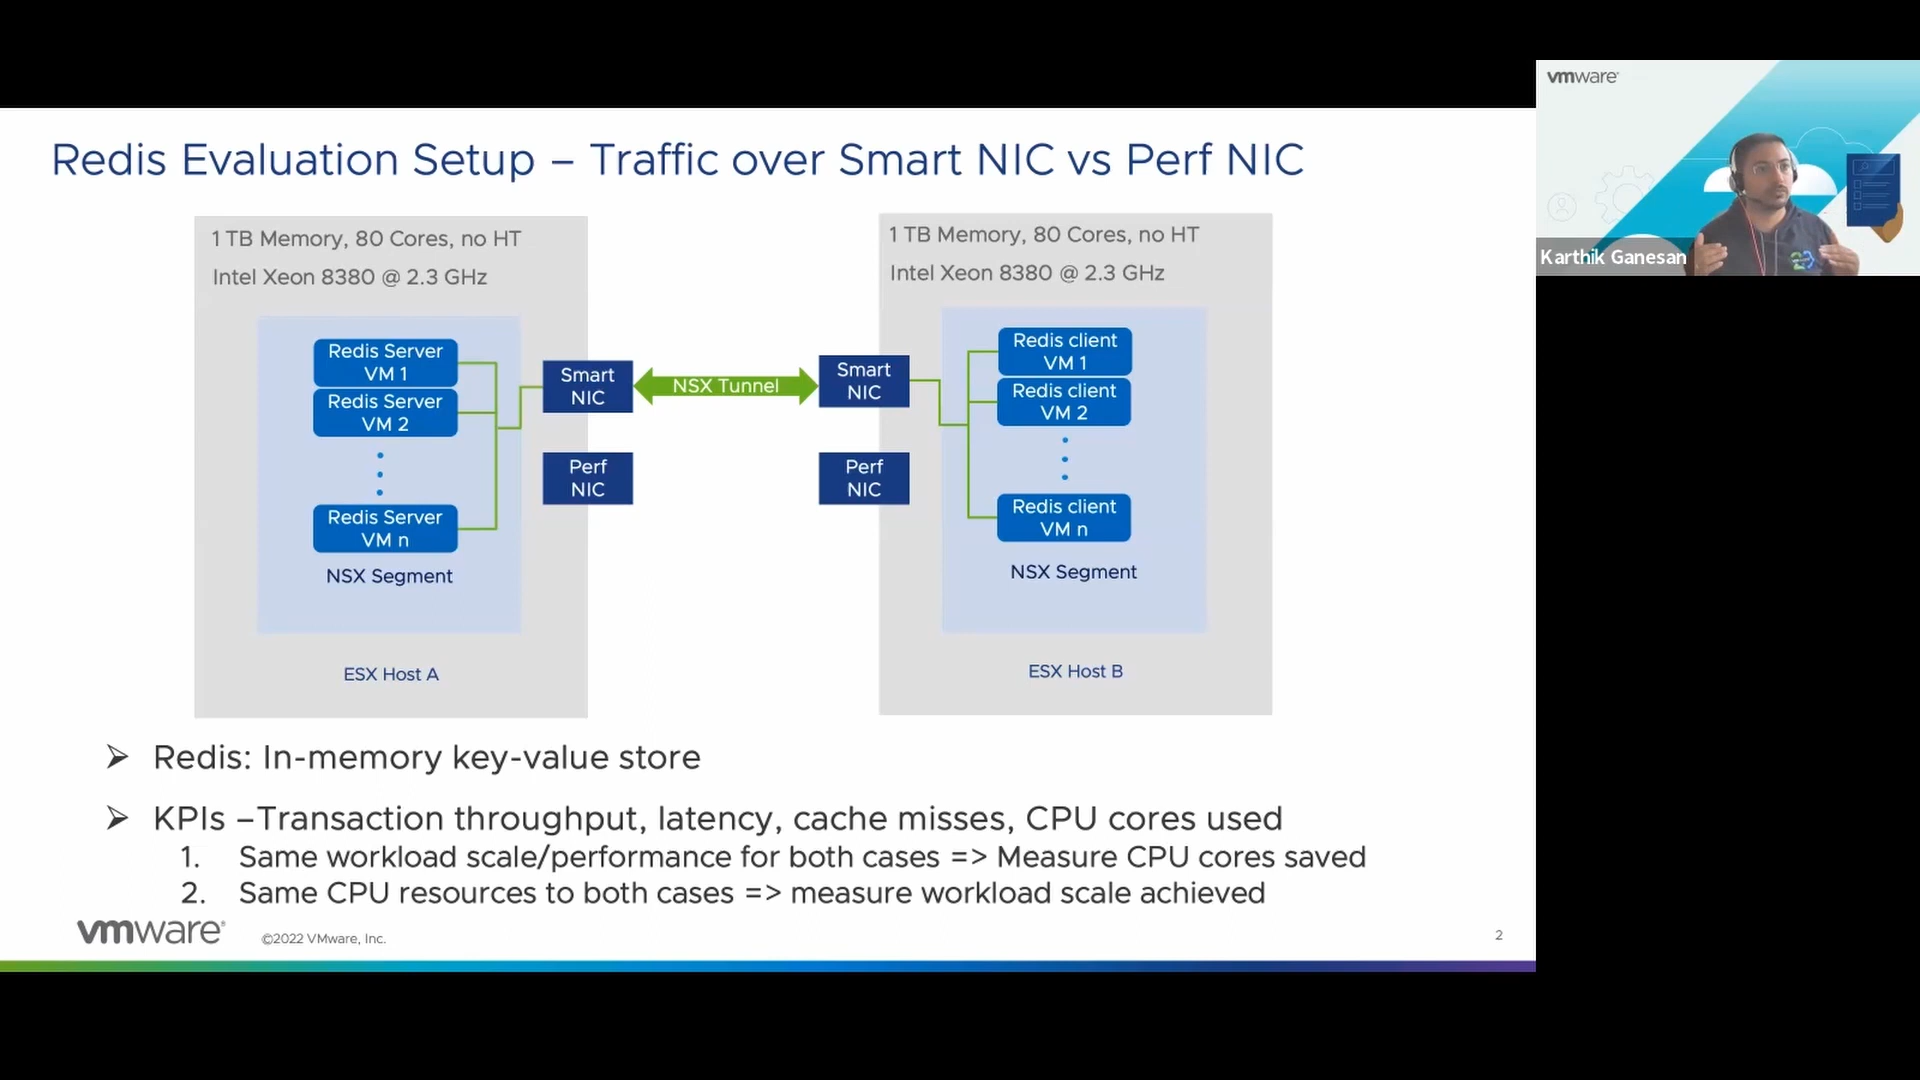 vmware
Karthik Ganesan
Redis Evaluation Setup – Traffic over Smart NIC vs Perf NIC
1 TB Memory, 80 Cores, no HT
Intel Xeon 8380 @ 2.3 GHz
Redis Server
VM 1
Redis Server
VM 2
Redis Server
VM n
NSX Segment
ESX Host A
Smart
NIC
Perf
NIC
NSX Tunnel
Smart
NIC
Perf
NIC
1 TB Memory, 80 Cores, no HT
Intel Xeon 8380 @ 2.3 GHz
Redis client
VM 1
Redis client
VM 2
Redis client
VM n
NSX Segment
ESX Host B
➢ Redis: In-memory key-value store
➢ KPIs –Transaction throughput, latency, cache misses, CPU cores used
1. Same workload scale/performance for both cases => Measure CPU cores saved
2. Same CPU resources to both cases => measure workload scale achieved
vmware®
©2022 VMware, Inc.
2